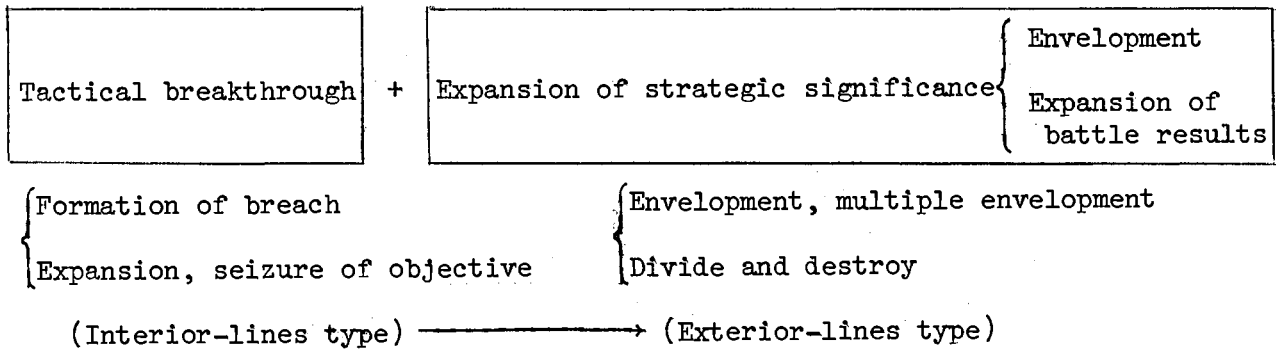 Envelopment
Tactical breakthrough + Expansion of strategic significance
Expansion of
battle results
Formation of breach
Envelopment, multiple envelopment
Expansion, seizure of objective
Divide and destroy
(Interior-lines type) ⟶ (Exterior-lines type)